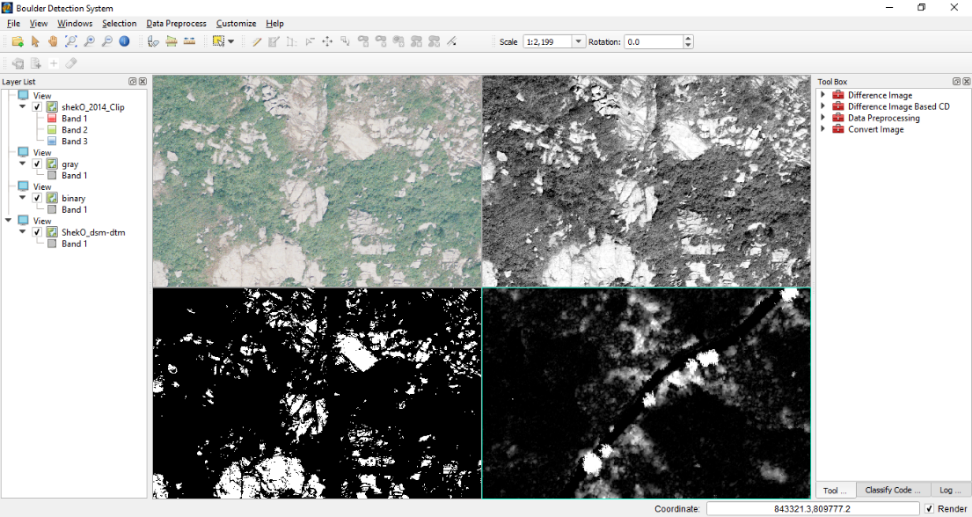 Boulder Detection System
File View Windows Selection Data Preprocess Customize Help
Scale 1:2,199 Rotation: 0.0
Layer List
View
shekO_2014_Clip
Band 1
Band 2
Band 3
View
gray
Band 1
View
binary
Band 1
View
ShekO_dsm-dtm
Band 1
Tool Box
Difference Image
Difference Image Based CD
Data Preprocessing
Convert Image
Tool ... Classify Code ... Log ...
Coordinate: 843321.3,809777.2 Render